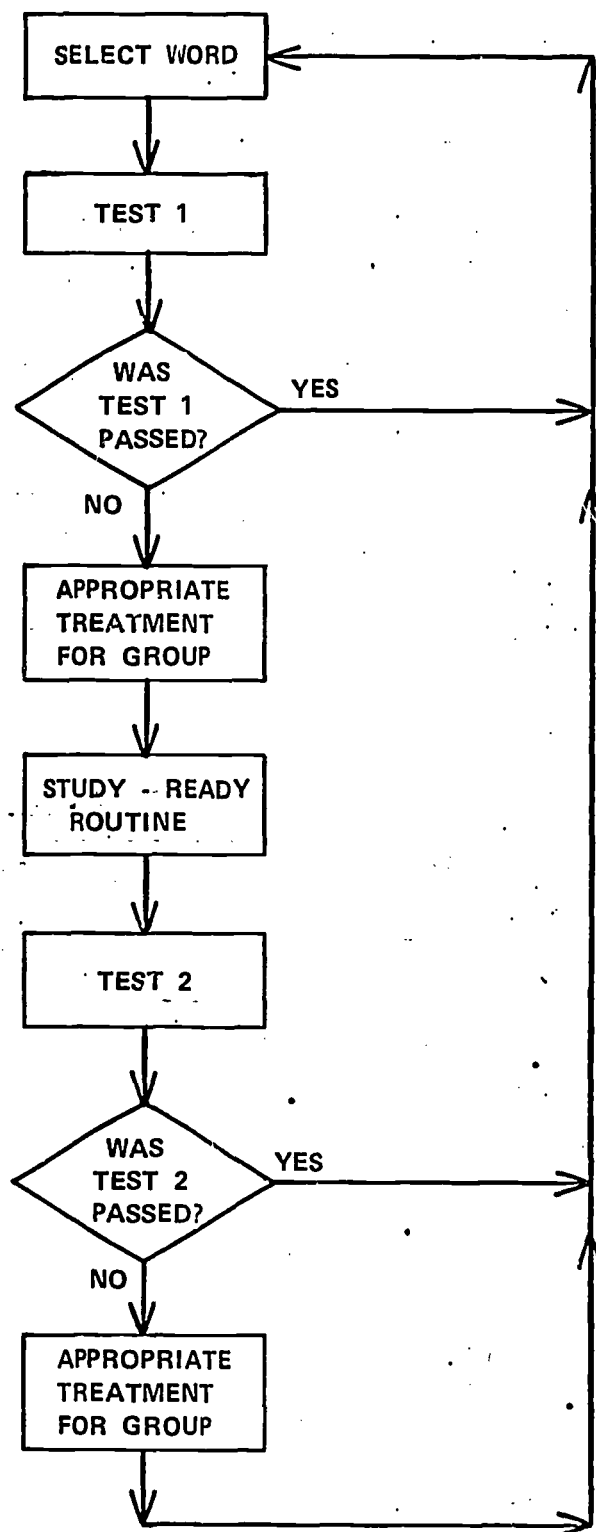 SELECT WORD
TEST 1
WAS
TEST 1
PASSED?
YES
NO
APPROPRIATE
TREATMENT
FOR GROUP
STUDY - READY
ROUTINE
TEST 2
WAS
TEST 2
PASSED?
YES
NO
APPROPRIATE
TREATMENT
FOR GROUP